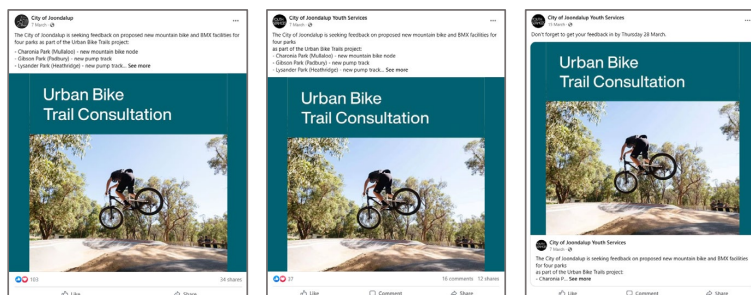 City of Joondalup
7 March
The City of Joondalup is seeking feedback on proposed new mountain bike and BMX facilities for
four parks as part of the Urban Bike Trails project:
- Charonia Park (Mullaloo) - new mountain bike node
- Gibson Park (Padbury) - new pump track
- Lysander Park (Heathridge) - new pump track... See more
Urban Bike
Trail Consultation
103
34 shares
Like
Share
City of Joondalup Youth Services
7 March
The City of Joondalup is seeking feedback on proposed new mountain bike and BMX facilities for
four parks
as part of the Urban Bike Trails project:
- Charonia Park (Mullaloo) - new mountain bike node
- Gibson Park (Padbury) - new pump track
- Lysander Park (Heathridge) - new pump track... See more
Urban Bike
Trail Consultation
27
16 comments 12 shares
Like
Comment
Share
City of Joondalup Youth Services
15 March
Don't forget to get your feedback in by Thursday 28 March.
Urban Bike
Trail Consultation
City of Joondalup Youth Services
7 March
The City of Joondalup is seeking feedback on proposed new mountain bike and BMX facilities
for four parks
as part of the Urban Bike Trails project:
- Charonia P... See more
Like
Comment
Share